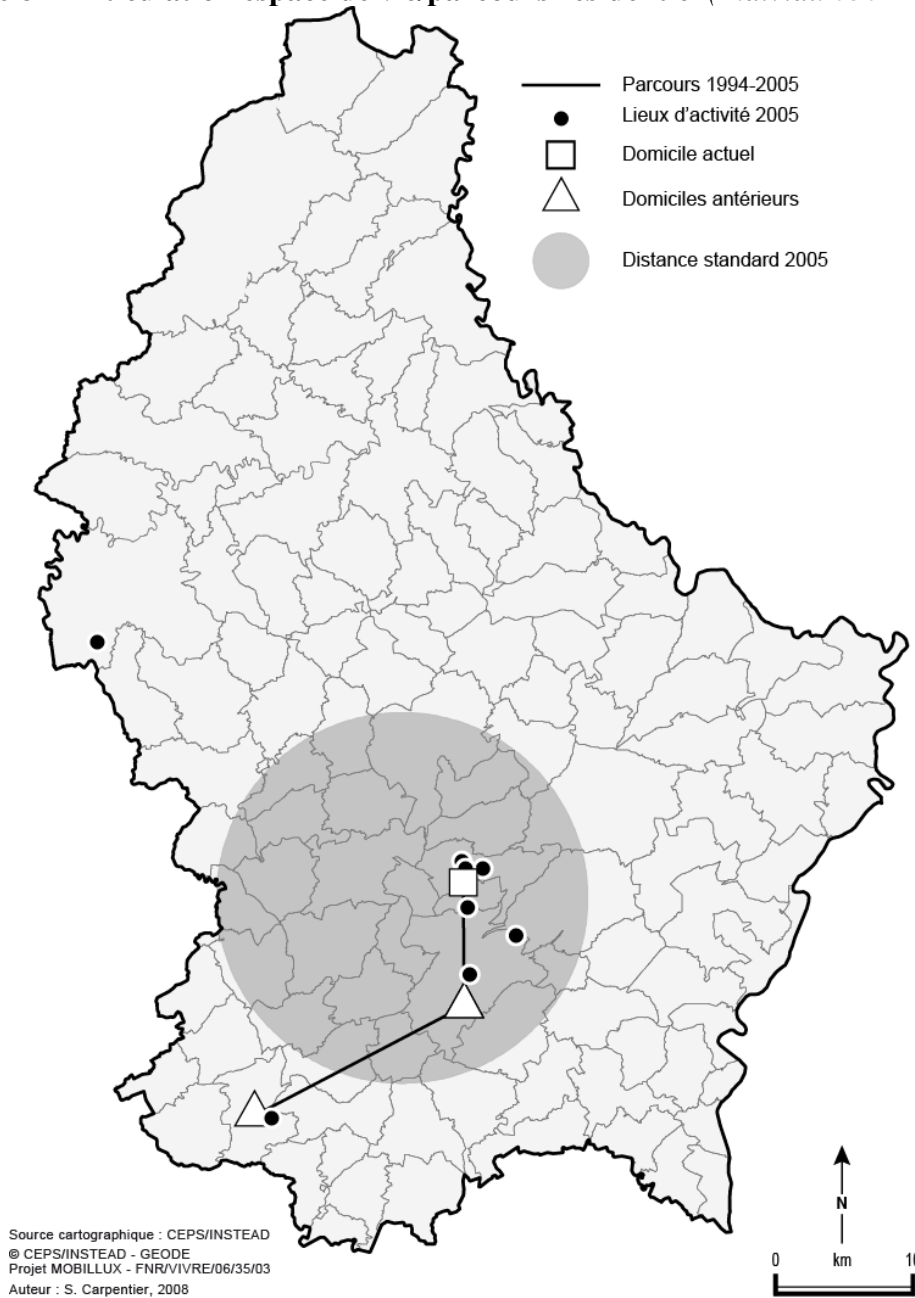 Parcours 1994-2005
Lieux d'activité 2005
Domicile actuel
Domiciles antérieurs
Distance standard 2005
N
0 km 10
Source cartographique : CEPS/INSTEAD
© CEPS/INSTEAD - GEODE
Projet MOBILLUX - FNR/VIVRE/06/35/03
Auteur : S. Carpentier, 2008